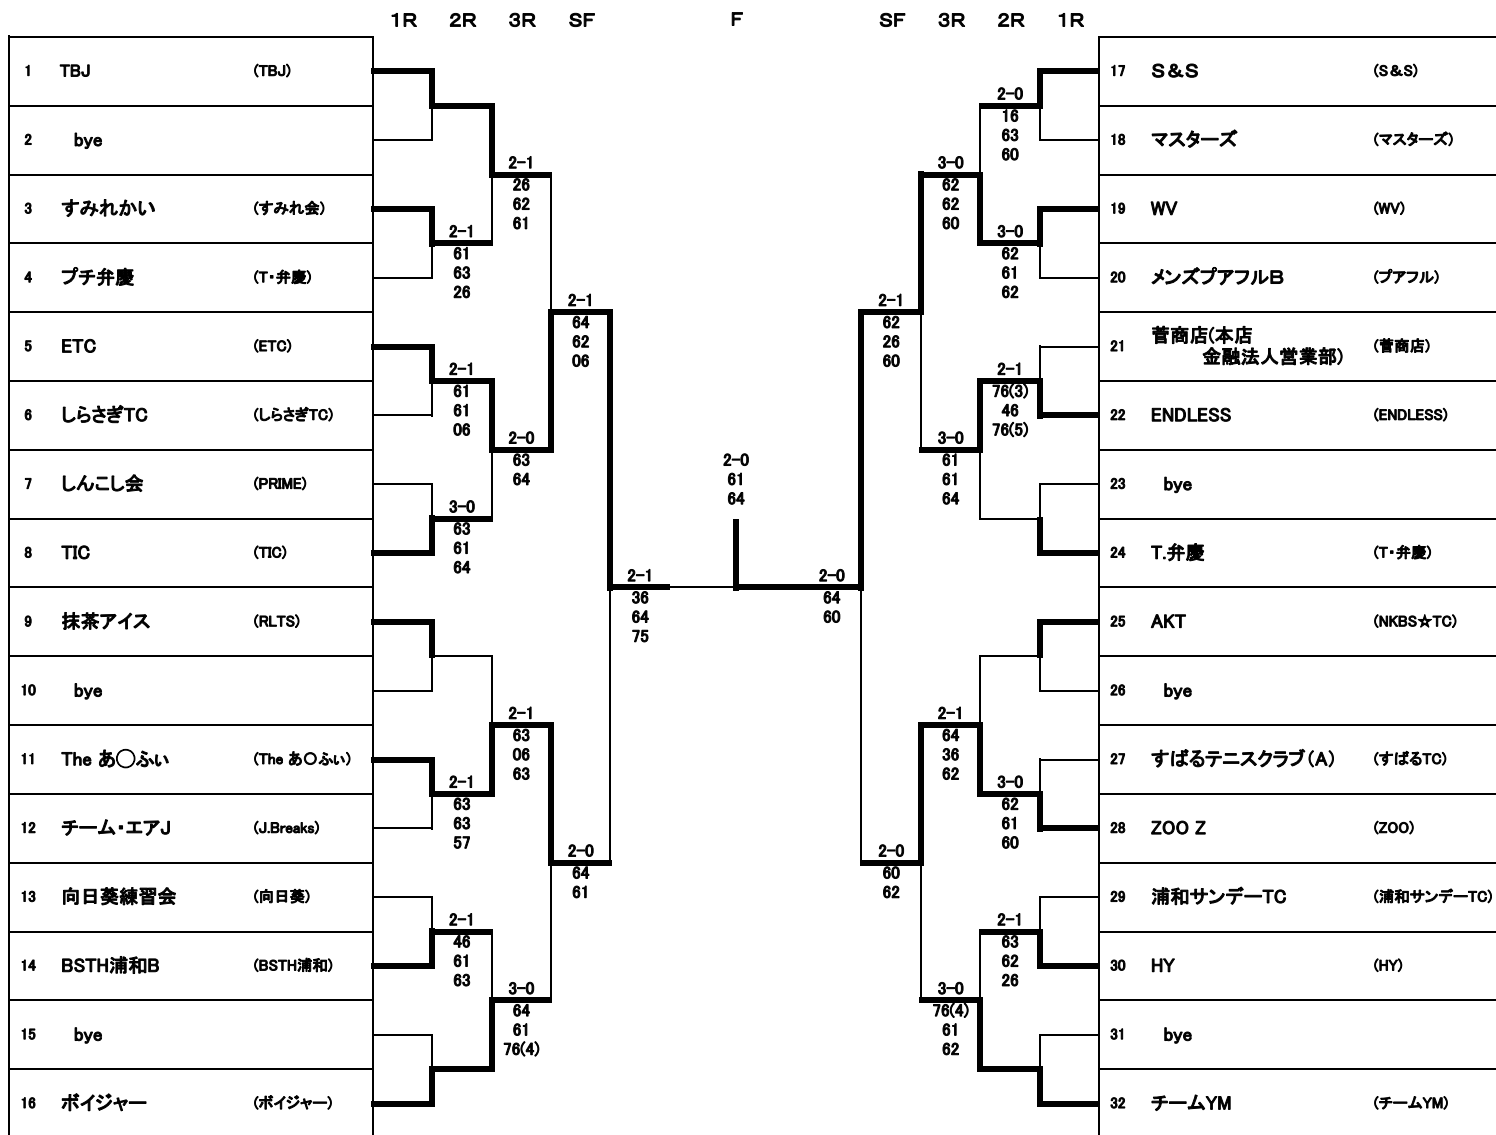 1R 2R 3R SF F SF 3R 2R 1R
1 TBJ (TBJ)
2 bye
3 すみれかい (すみれ会)
4 プチ弁慶 (T・弁慶)
5 ETC (ETC)
6 しらさぎTC (しらさぎTC)
7 しんこし会 (PRIME)
8 TIC (TIC)
9 抹茶アイス (RLTS)
10 bye
11 The あ〇ふぃ (The あ〇ふぃ)
12 チーム・エアJ (J.Breaks)
13 向日葵練習会 (向日葵)
14 BSTH浦和B (BSTH浦和)
15 bye
16 ボイジャー (ボイジャー)
2-1
61
63
26
2-1
61
61
06
3-0
63
61
64
2-1
63
63
57
2-1
46
61
63
2-1
26
62
61
2-0
63
64
2-1
63
06
63
3-0
64
61
76(4)
2-1
64
62
06
2-0
64
61
2-1
36
64
75
2-0
61
64
2-0
64
60
2-1
62
26
60
2-0
60
62
3-0
62
62
60
3-0
61
61
64
2-1
64
36
62
3-0
76(4)
61
62
2-0
16
63
60
3-0
62
61
62
2-1
76(3)
46
76(5)
3-0
62
61
60
2-1
63
62
26
17 S&S (S&S)
18 マスターズ (マスターズ)
19 WV (WV)
20 メンズプアフルB (プアフル)
21 菅商店(本店 (菅商店)
金融法人営業部)
22 ENDLESS (ENDLESS)
23 bye
24 T.弁慶 (T・弁慶)
25 AKT (NKBS☆TC)
26 bye
27 すばるテニスクラブ(A) (すばるTC)
28 ZOO Z (ZOO)
29 浦和サンデーTC (浦和サンデーTC)
30 HY (HY)
31 bye
32 チームYM (チームYM)